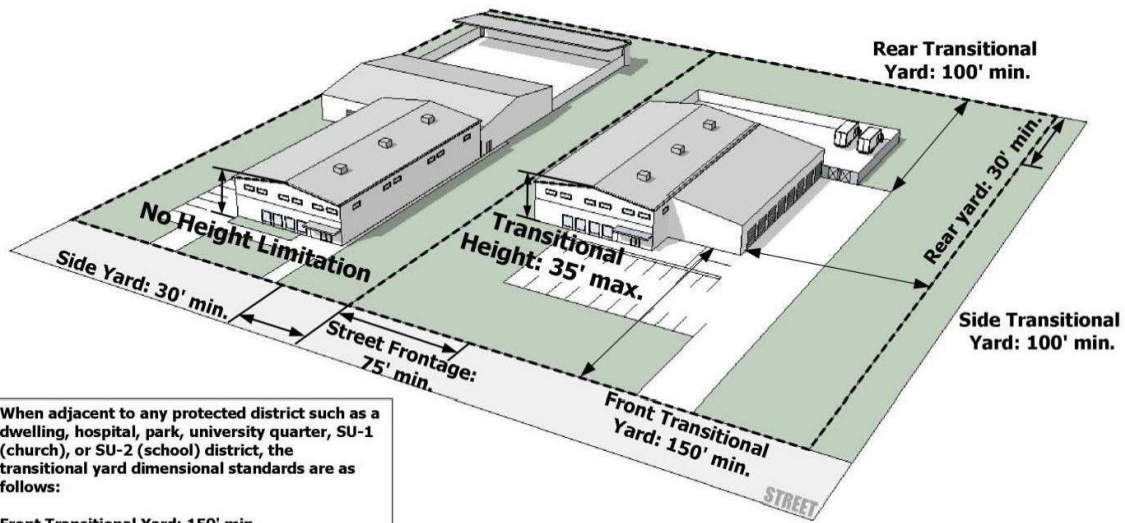 Rear Transitional
Yard: 100' min.
Rear yard: 30' min.
No Height Limitation
Transitional
Height: 35' max.
Side Yard: 30' min.
Street Frontage:
75' min.
Side Transitional
Yard: 100' min.
Front Transitional
Yard: 150' min.
STREET
When adjacent to any protected district such as a
dwelling, hospital, park, university quarter, SU-1
(church), or SU-2 (school) district, the
transitional yard dimensional standards are as
follows:
Front Transitional Yard: 150' min.